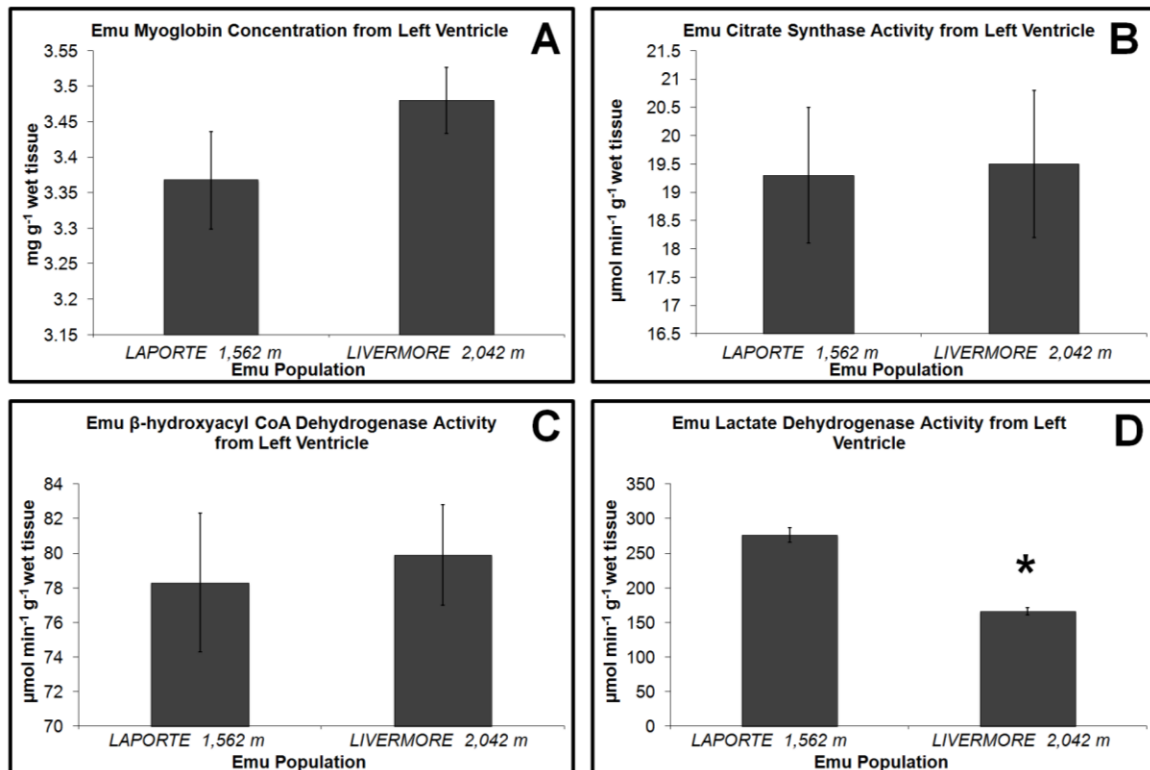 Emu Myoglobin Concentration from Left Ventricle
A
3.55
3.5
3.45
3.4
3.35
3.3
3.25
3.2
3.15
mg g⁻¹ wet tissue
LAPORTE 1,562 m
LIVERMORE 2,042 m
Emu Population
Emu Citrate Synthase Activity from Left Ventricle
B
21.5
21
20.5
20
19.5
19
18.5
18
17.5
17
16.5
µmol min⁻¹ g⁻¹ wet tissue
LAPORTE 1,562 m
LIVERMORE 2,042 m
Emu Population
Emu β-hydroxyacyl CoA Dehydrogenase Activity
from Left Ventricle
C
84
82
80
78
76
74
72
70
µmol min⁻¹ g⁻¹ wet tissue
LAPORTE 1,562 m
LIVERMORE 2,042 m
Emu Population
Emu Lactate Dehydrogenase Activity from Left
Ventricle
D
350
300
250
200
150
100
50
0
*
µmol min⁻¹ g⁻¹ wet tissue
LAPORTE 1,562 m
LIVERMORE 2,042 m
Emu Population